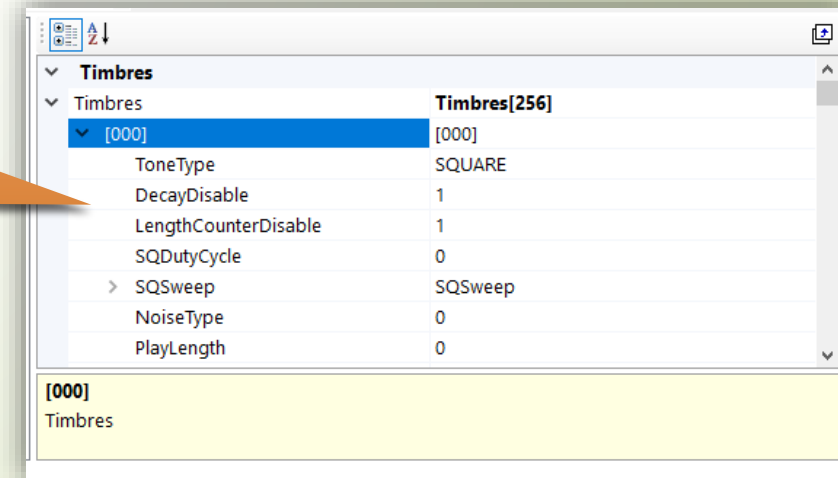 Timbres
Timbres Timbres[256]
[000] [000]
ToneType SQUARE
DecayDisable 1
LengthCounterDisable 1
SQDutyCycle 0
SQSweep SQSweep
NoiseType 0
PlayLength 0
[000]
Timbres